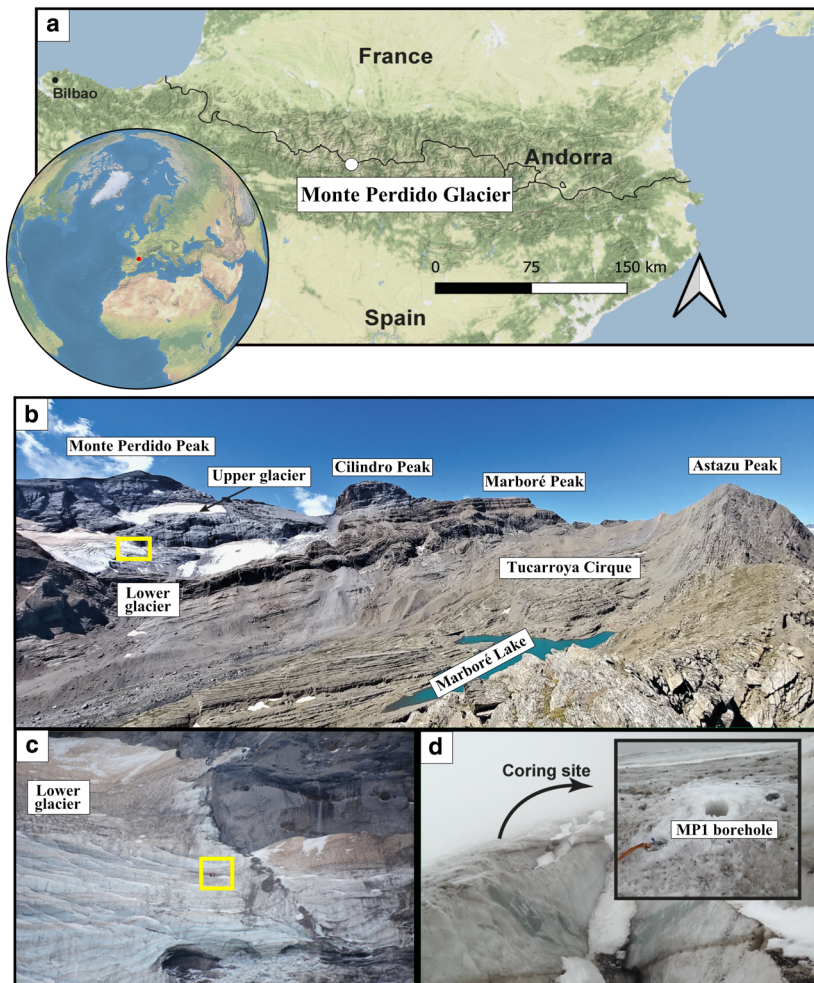 a
France
Bilbao
Andorra
Monte Perdido Glacier
0 75 150 km
Spain
b
Monte Perdido Peak
Upper glacier
Cilindro Peak
Marboré Peak
Astazu Peak
Tucarroya Cirque
Lower
glacier
Marboré Lake
c
Lower
glacier
d
Coring site
MP1 borehole